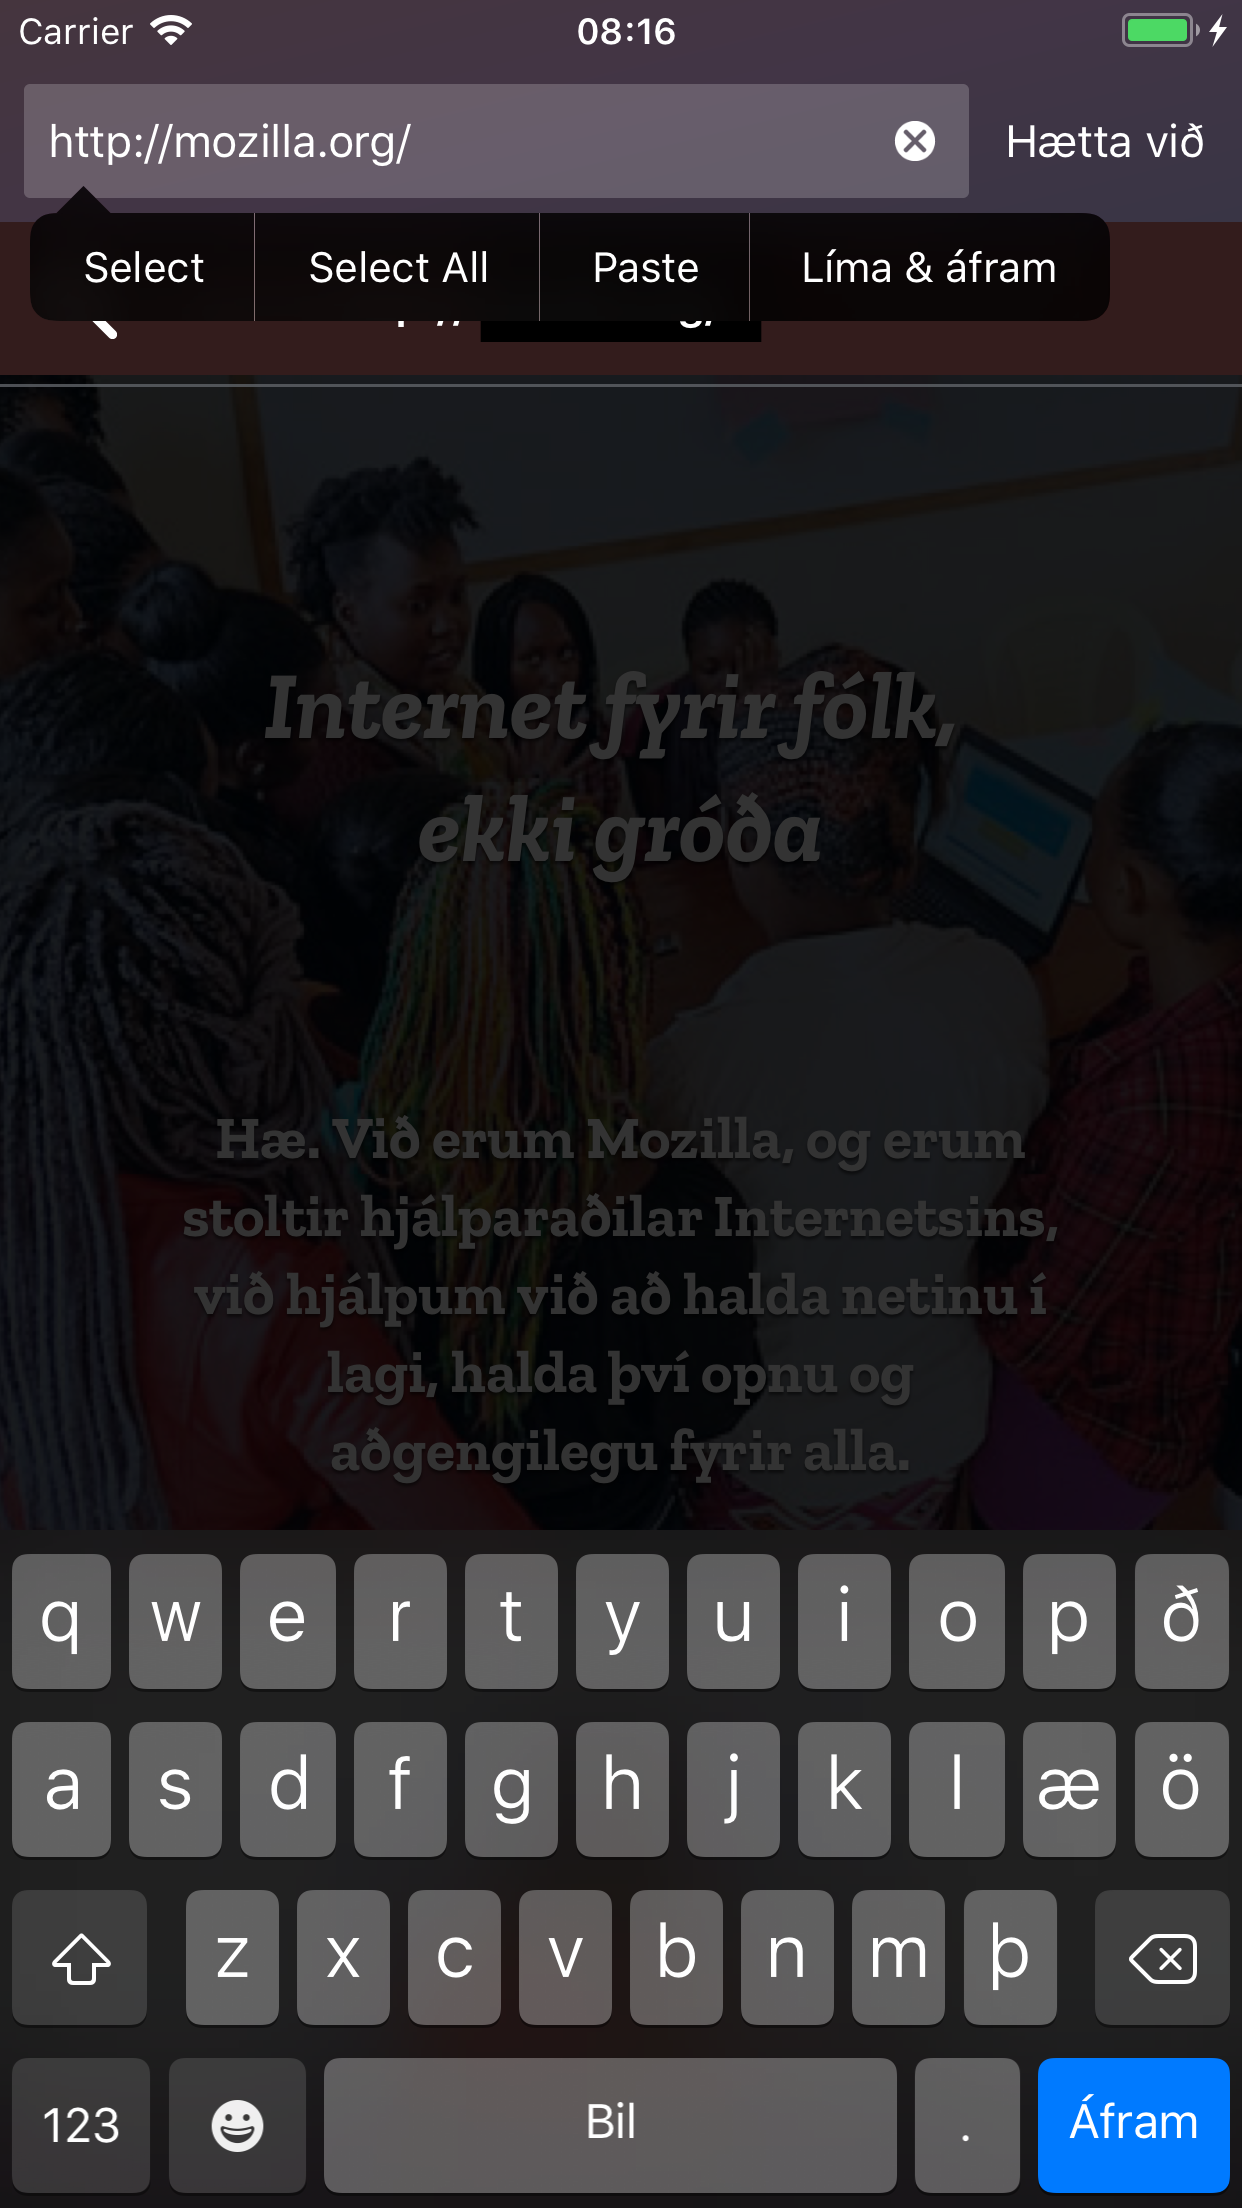 Carrier 08:16
http://mozilla.org/ Hætta við
Select Select All Paste Líma & áfram
Internet fyrir fólk,
ekki gróða
Hæ. Við erum Mozilla, og erum
stoltir hjálparaðilar Internetsins,
við hjálpum við að halda netinu í
lagi, halda því opnu og
aðgengilegu fyrir alla.
q w e r t y u i o p ð
a s d f g h j k l æ ö
z x c v b n m þ
123 Bil . Áfram